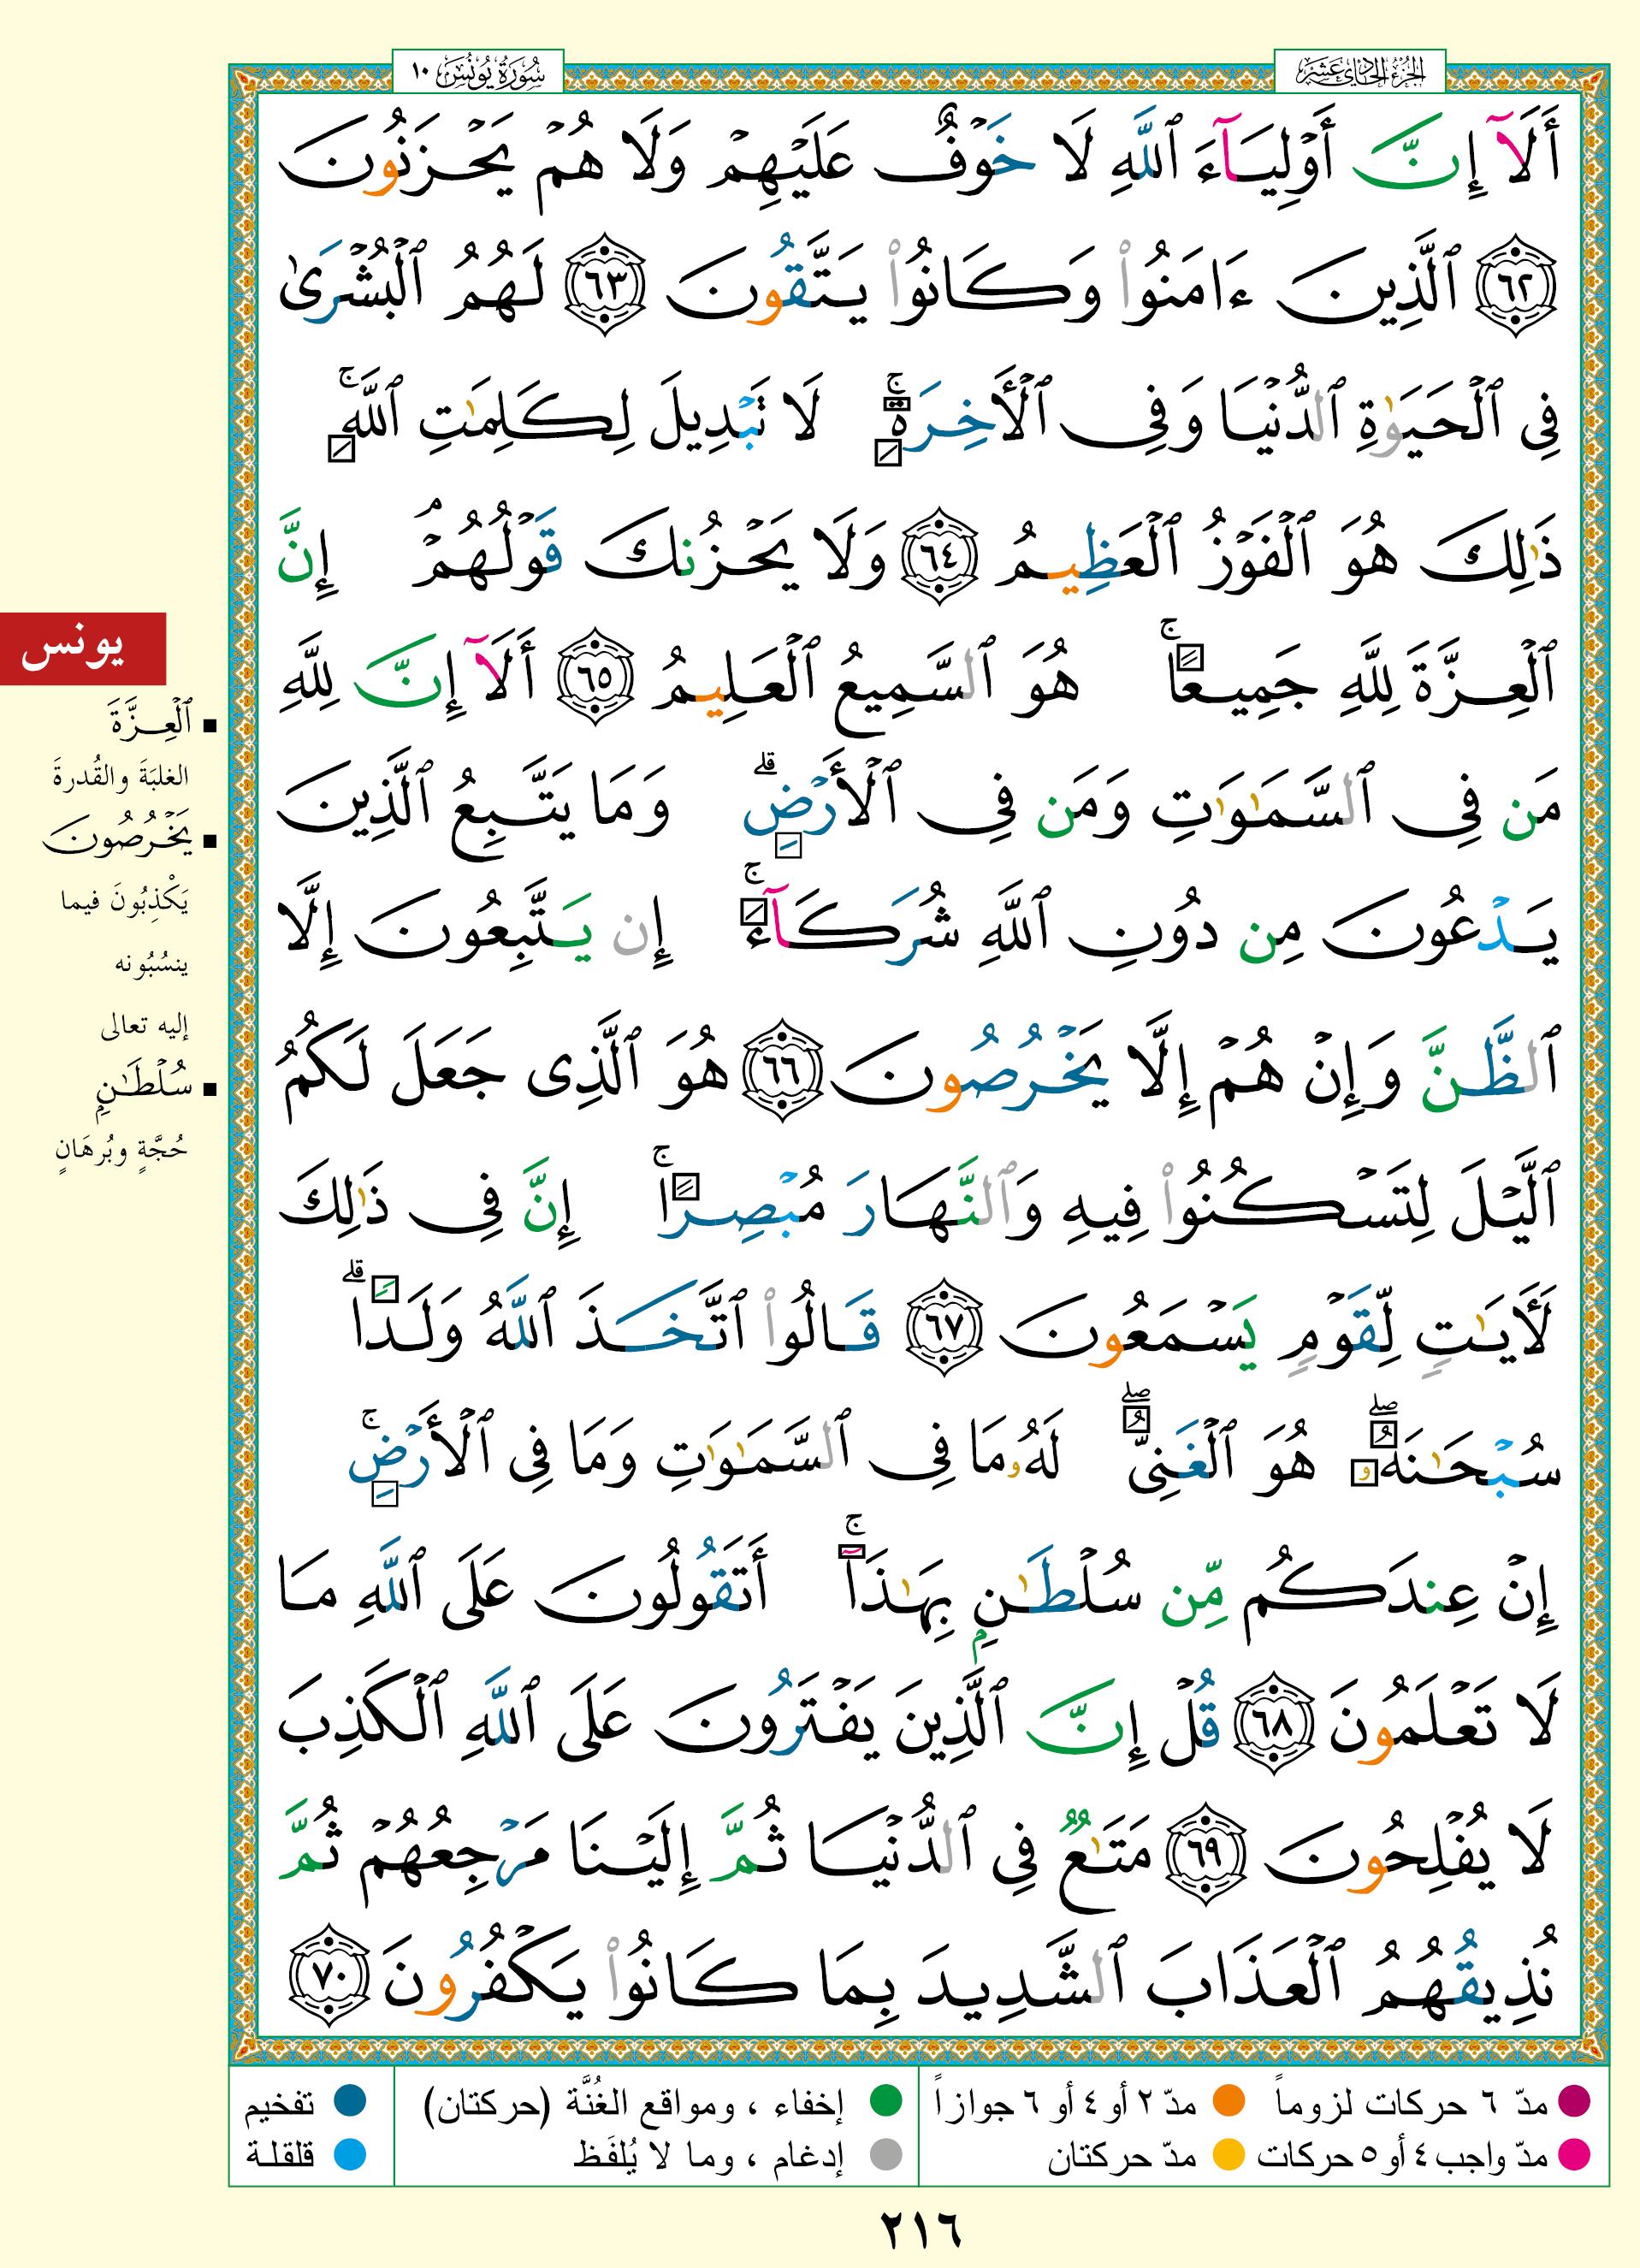 الجزء الحادي عشر
سورة يونس ١٠
أَلَآ إِنَّ أَوْلِيَآءَ ٱللَّهِ لَا خَوْفٌ عَلَيْهِمْ وَلَا هُمْ يَحْزَنُونَ
٦٢ ٱلَّذِينَ ءَامَنُوا۟ وَكَانُوا۟ يَتَّقُونَ ٦٣ لَهُمُ ٱلْبُشْرَىٰ
فِى ٱلْحَيَوٰةِ ٱلدُّنْيَا وَفِى ٱلْأَخِرَةِ ۚ لَا تَبْدِيلَ لِكَلِمَٰتِ ٱللَّهِ ۚ
ذَٰلِكَ هُوَ ٱلْفَوْزُ ٱلْعَظِيمُ ٦٤ وَلَا يَحْزُنكَ قَوْلُهُمْ ۘ إِنَّ
ٱلْعِزَّةَ لِلَّهِ جَمِيعًا ۚ هُوَ ٱلسَّمِيعُ ٱلْعَلِيمُ ٦٥ أَلَآ إِنَّ لِلَّهِ
مَن فِى ٱلسَّمَٰوَٰتِ وَمَن فِى ٱلْأَرْضِ ۗ وَمَا يَتَّبِعُ ٱلَّذِينَ
يَدْعُونَ مِن دُونِ ٱللَّهِ شُرَكَآءَ ۚ إِن يَتَّبِعُونَ إِلَّا
ٱلظَّنَّ وَإِنْ هُمْ إِلَّا يَخْرُصُونَ ٦٦ هُوَ ٱلَّذِى جَعَلَ لَكُمُ
ٱلَّيْلَ لِتَسْكُنُوا۟ فِيهِ وَٱلنَّهَارَ مُبْصِرًا ۚ إِنَّ فِى ذَٰلِكَ
لَأَيَٰتٍ لِّقَوْمٍ يَسْمَعُونَ ٦٧ قَالُوا۟ ٱتَّخَذَ ٱللَّهُ وَلَدًا ۗ
سُبْحَٰنَهُۥ ۖ هُوَ ٱلْغَنِىُّ ۖ لَهُۥ مَا فِى ٱلسَّمَٰوَٰتِ وَمَا فِى ٱلْأَرْضِ ۚ
إِنْ عِندَكُم مِّن سُلْطَٰنٍۭ بِهَٰذَآ ۚ أَتَقُولُونَ عَلَى ٱللَّهِ مَا
لَا تَعْلَمُونَ ٦٨ قُلْ إِنَّ ٱلَّذِينَ يَفْتَرُونَ عَلَى ٱللَّهِ ٱلْكَذِبَ
لَا يُفْلِحُونَ ٦٩ مَتَٰعٌ فِى ٱلدُّنْيَا ثُمَّ إِلَيْنَا مَرْجِعُهُمْ ثُمَّ
نُذِيقُهُمُ ٱلْعَذَابَ ٱلشَّدِيدَ بِمَا كَانُوا۟ يَكْفُرُونَ ٧٠
يونس
ٱلْعِزَّةَ
الغلبَةَ والقُدرةَ
يَخْرُصُونَ
يَكْذِبُونَ فيما
ينسُبُونه
إليه تعالى
سُلْطَٰنٍۭ
حُجَّةٍ وبُرهَانٍ
مدّ ٦ حركات لزوماً
مدّ ٢ أو ٤ أو ٦ جوازاً
إخفاء ، ومواقع الغُنَّة (حركتان)
تفخيم
مدّ واجب ٤ أو ٥ حركات
مدّ حركتان
إدغام ، وما لا يُلفَظ
قلقلة
٢١٦